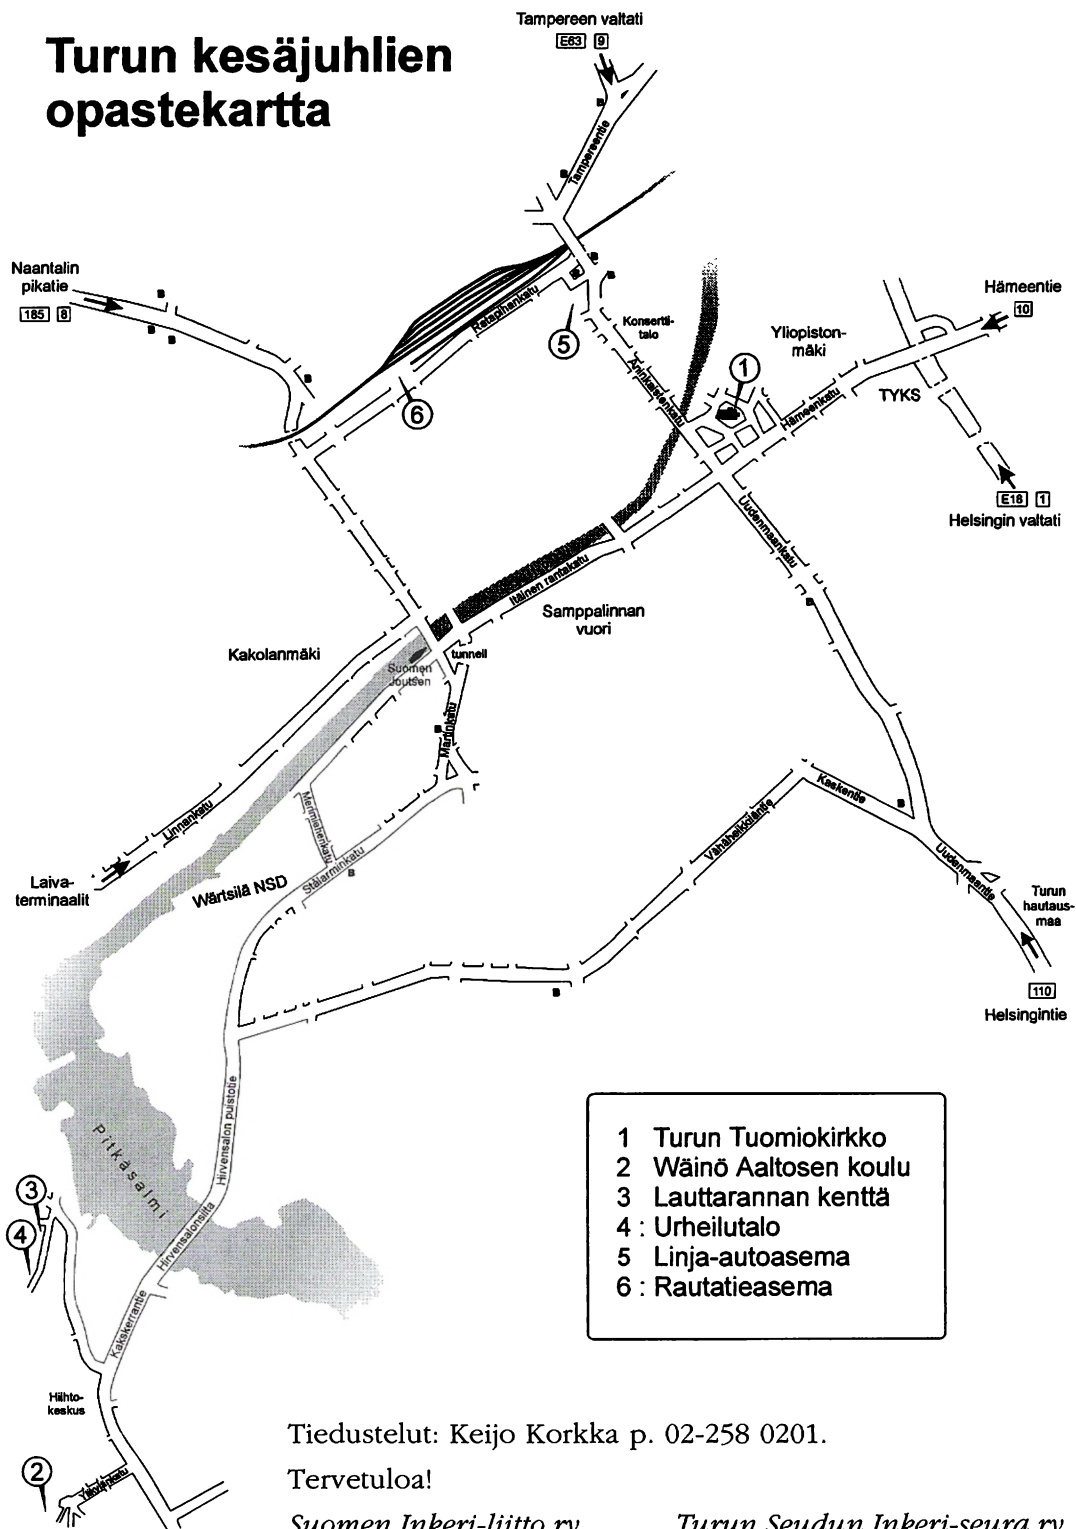 Turun kesäjuhlien
opastekartta
Tampereen valtati
E63 9
Tampereentie
Naantalin
pikatie
185 8
Ratapihankatu
5
6
Konsertti-
talo
Aninkaistenkatu
1
Yliopiston-
mäki
Hämeentie
10
Hämeenkatu
TYKS
E18 1
Helsingin valtati
Uudenmaankatu
Itäinen rantakatu
Samppalinnan
vuori
Kakolanmäki
Suomen
Joutsen
tunneli
Martinkatu
Linnankatu
Laiva-
terminaalit
Merimiehenkatu
Wärtsilä NSD
Stålarminkatu
Vähäheikkiläntie
Kaskentie
Uudenmaantie
Turun
hautaus-
maa
110
Helsingintie
Hirvensalon puistotie
Pitkäsalmi
Hirvensalonsilta
3
4
Kakskerrantie
Hiihto-
keskus
2
1 Turun Tuomiokirkko
2 Wäinö Aaltosen koulu
3 Lauttarannan kenttä
4 : Urheilutalo
5 Linja-autoasema
6 : Rautatieasema
Tiedustelut: Keijo Korkka p. 02-258 0201.
Tervetuloa!
Suomen Inkeri-liitto ry Turun Seudun Inkeri-seura ry